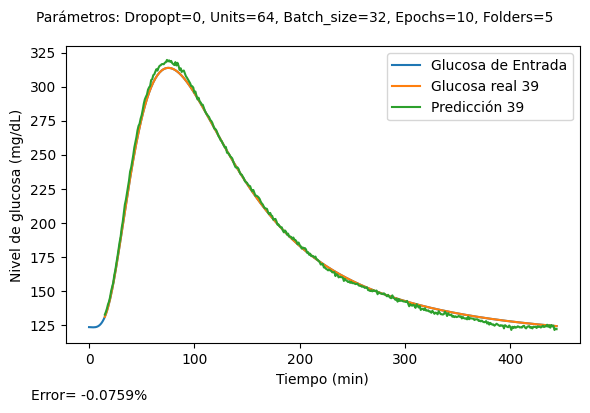 Parámetros: Dropopt=0, Units=64, Batch_size=32, Epochs=10, Folders=5
Nivel de glucosa (mg/dL)
325
300
275
250
225
200
175
150
125
Glucosa de Entrada
Glucosa real 39
Predicción 39
0 100 200 300 400
Tiempo (min)
Error= -0.0759%